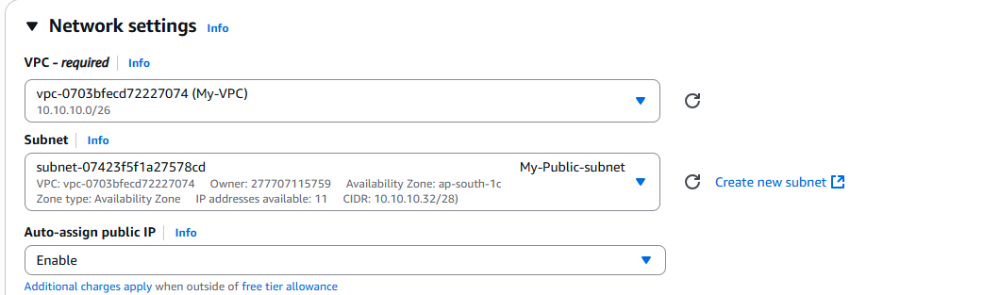 Network settings Info
VPC - required Info
vpc-0703bfecd72227074 (My-VPC)
10.10.10.0/26
Subnet Info
subnet-07423f5f1a27578cd My-Public-subnet
VPC: vpc-0703bfecd72227074 Owner: 277707115759 Availability Zone: ap-south-1c
Zone type: Availability Zone IP addresses available: 11 CIDR: 10.10.10.32/28)
Create new subnet
Auto-assign public IP Info
Enable
Additional charges apply when outside of free tier allowance